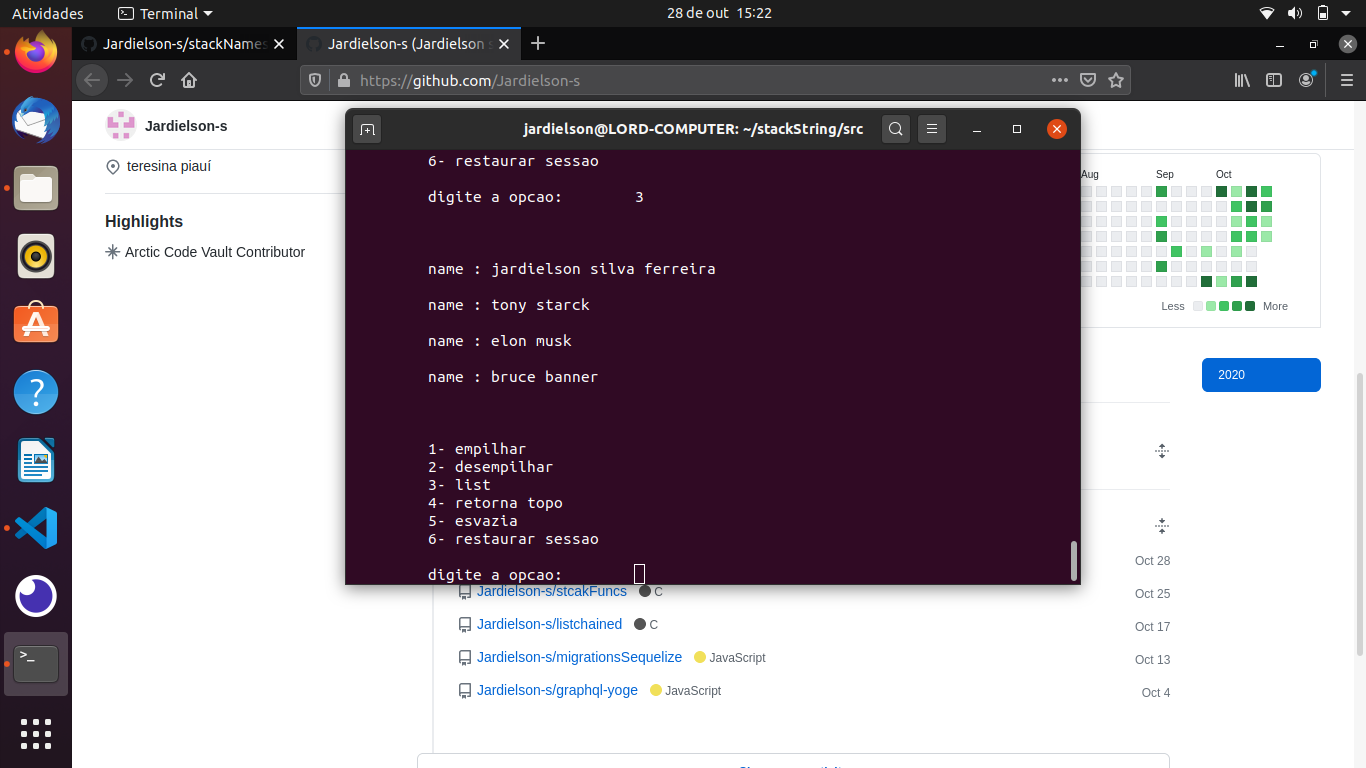 Atividades
Terminal
28 de out 15:22
Jardielson-s/stackNames
Jardielson-s (Jardielson s
https://github.com/Jardielson-s
Jardielson-s
teresina piauí
Highlights
Arctic Code Vault Contributor
jardielson@LORD-COMPUTER: ~/stackString/src
6- restaurar sessao
digite a opcao: 3
name : jardielson silva ferreira
name : tony starck
name : elon musk
name : bruce banner
1- empilhar
2- desempilhar
3- list
4- retorna topo
5- esvazia
6- restaurar sessao
digite a opcao:
Aug Sep Oct
Less More
2020
Oct 28
Jardielson-s/stcakFuncs C Oct 25
Jardielson-s/listchained C Oct 17
Jardielson-s/migrationsSequelize JavaScript Oct 13
Jardielson-s/graphql-yoge JavaScript Oct 4